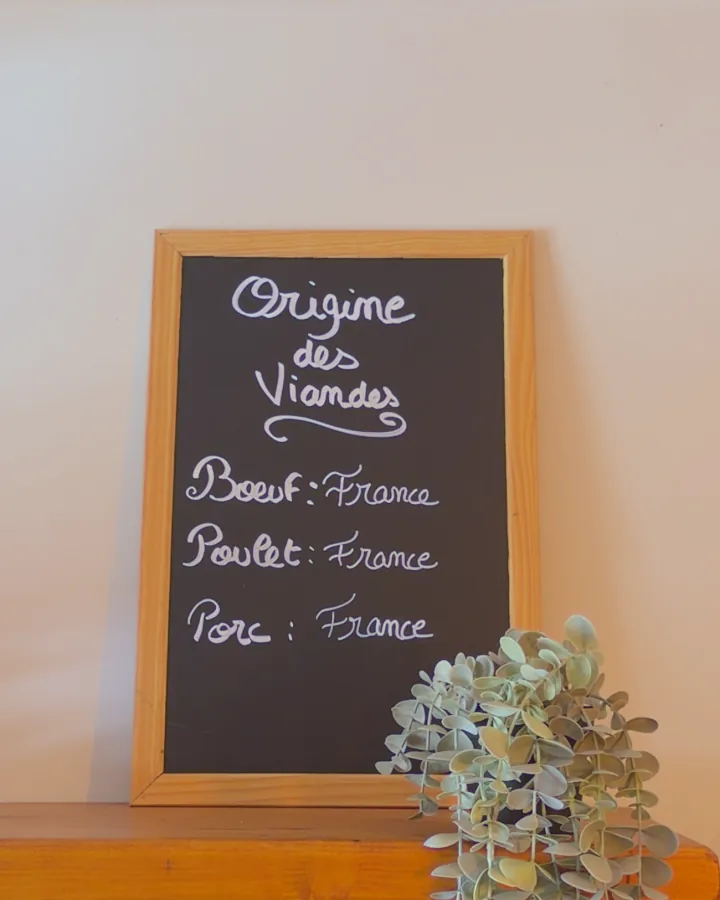 Origine
des
Viandes
Boeuf : France
Poulet : France
Porc : France